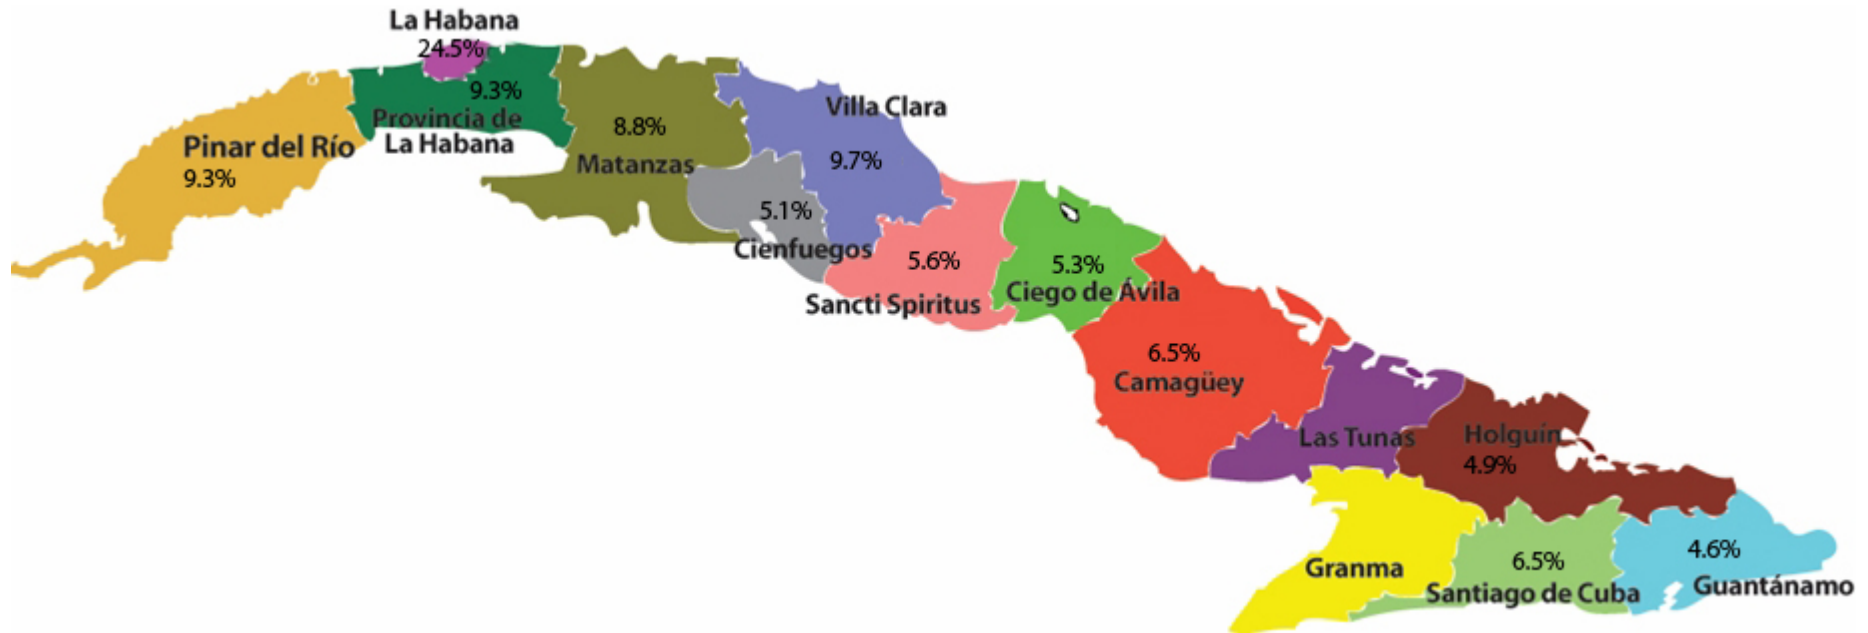 La Habana
24.5%
9.3%
Provincia de
La Habana
Pinar del Río
9.3%
8.8%
Matanzas
Villa Clara
9.7%
5.1%
Cienfuegos
5.6%
Sancti Spiritus
5.3%
Ciego de Ávila
6.5%
Camagüey
Las Tunas
Holguín
4.9%
Granma
6.5%
Santiago de Cuba
4.6%
Guantánamo